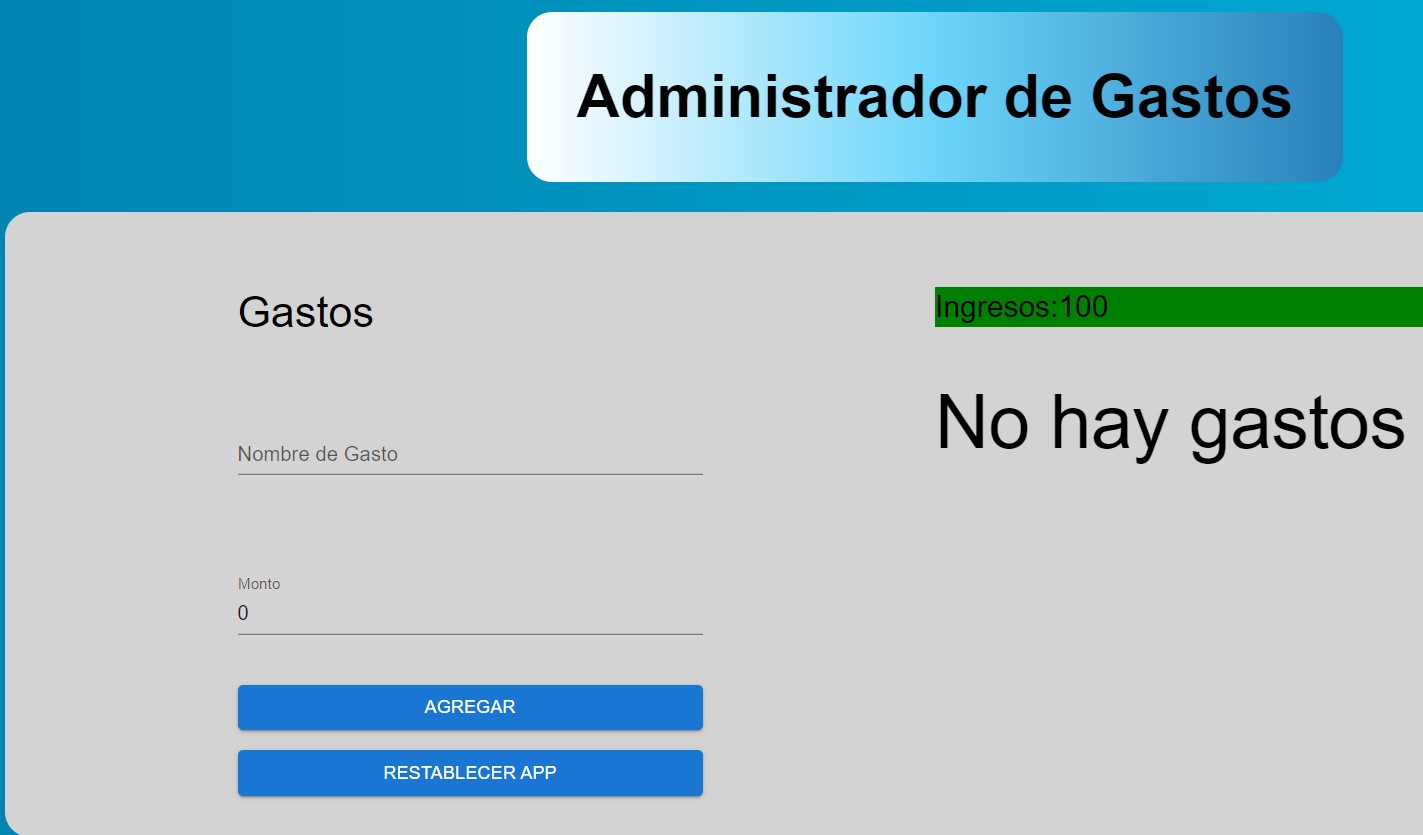 Administrador de Gastos
Gastos
Ingresos:100
No hay gastos
Nombre de Gasto
Monto
0
AGREGAR
RESTABLECER APP